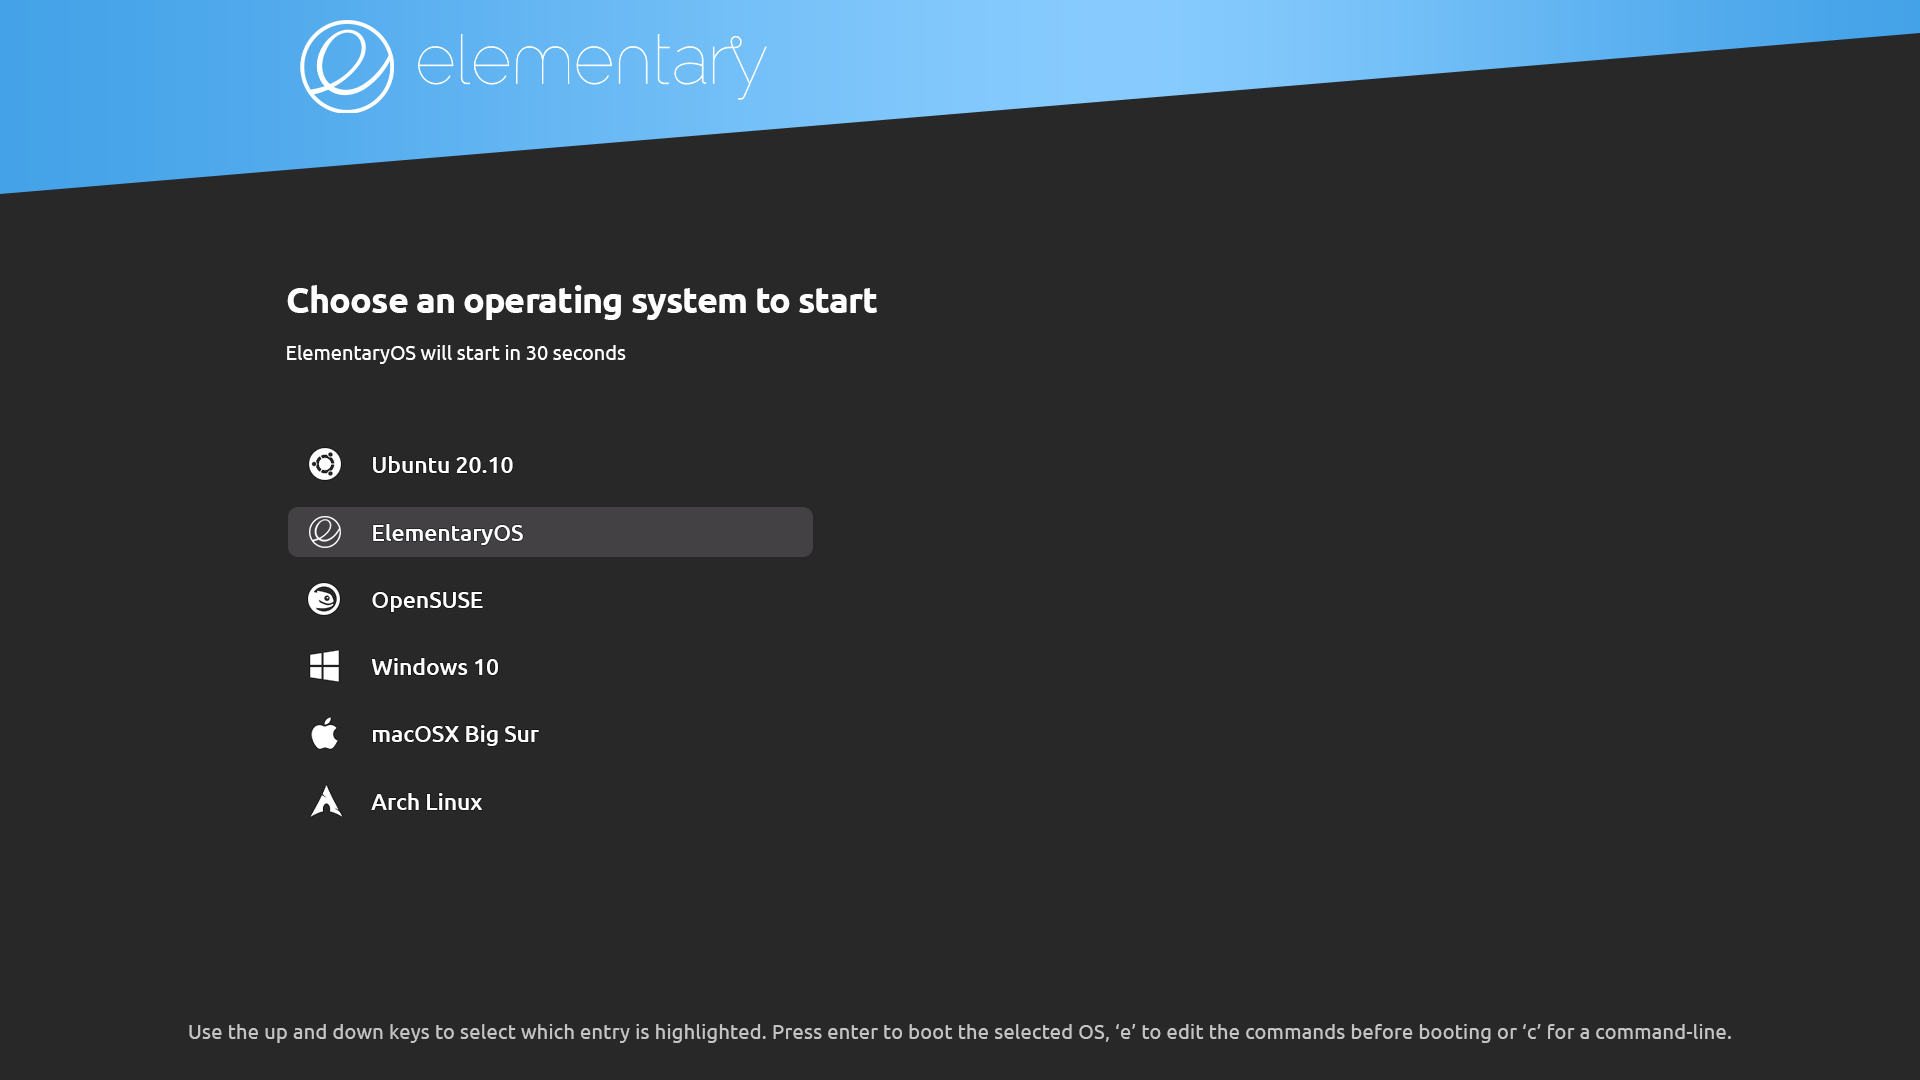 elementary
Choose an operating system to start
ElementaryOS will start in 30 seconds
Ubuntu 20.10
ElementaryOS
OpenSUSE
Windows 10
macOSX Big Sur
Arch Linux
Use the up and down keys to select which entry is highlighted. Press enter to boot the selected OS, ‘e’ to edit the commands before booting or ‘c’ for a command-line.